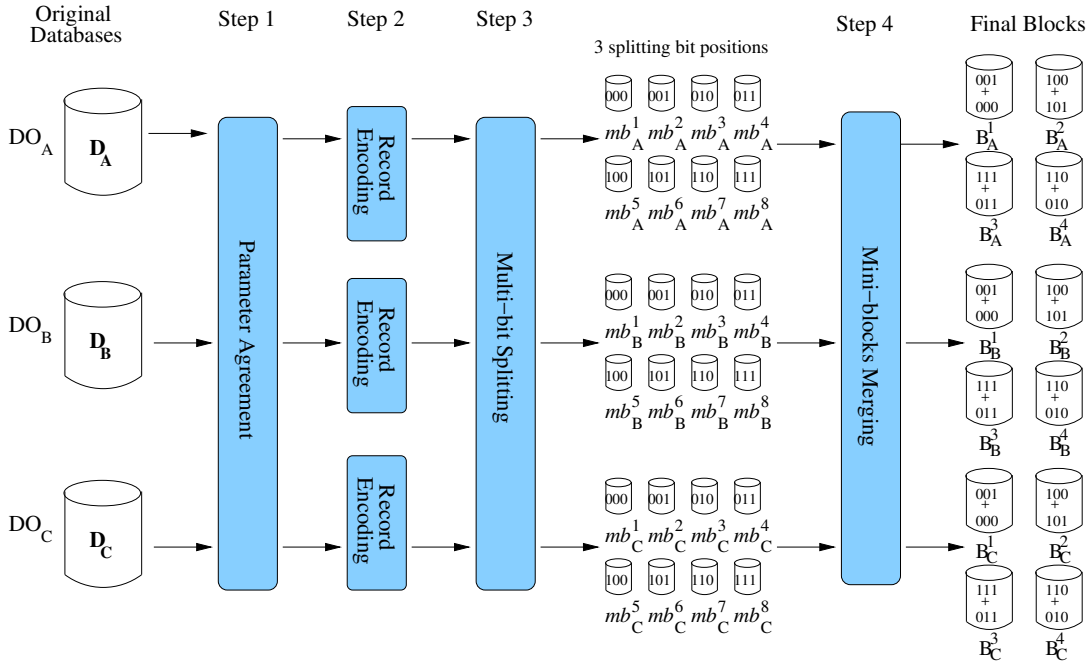 Original Databases
Step 1
Step 2
Step 3
3 splitting bit positions
Step 4
Final Blocks
DO_A
D_A
Parameter Agreement
Record Encoding
Multi-bit Splitting
000 001 010 011
mb_A^1 mb_A^2 mb_A^3 mb_A^4
100 101 110 111
mb_A^5 mb_A^6 mb_A^7 mb_A^8
Mini-blocks Merging
001 + 000
100 + 101
B_A^1 B_A^2
111 + 011
110 + 010
B_A^3 B_A^4
DO_B
D_B
Record Encoding
000 001 010 011
mb_B^1 mb_B^2 mb_B^3 mb_B^4
100 101 110 111
mb_B^5 mb_B^6 mb_B^7 mb_B^8
001 + 000
100 + 101
B_B^1 B_B^2
111 + 011
110 + 010
B_B^3 B_B^4
DO_C
D_C
Record Encoding
000 001 010 011
mb_C^1 mb_C^2 mb_C^3 mb_C^4
100 101 110 111
mb_C^5 mb_C^6 mb_C^7 mb_C^8
001 + 000
100 + 101
B_C^1 B_C^2
111 + 011
110 + 010
B_C^3 B_C^4